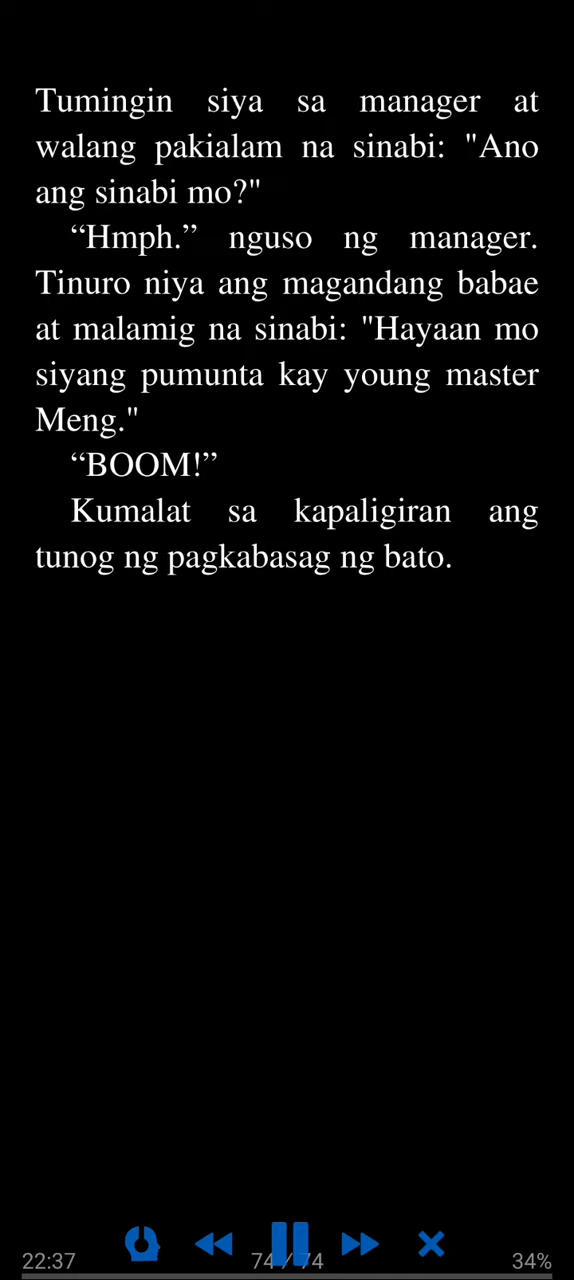 Tumingin siya sa manager at
walang pakialam na sinabi: "Ano
ang sinabi mo?"
“Hmph.” nguso ng manager.
Tinuro niya ang magandang babae
at malamig na sinabi: "Hayaan mo
siyang pumunta kay young master
Meng."
“BOOM!”
Kumalat sa kapaligiran ang
tunog ng pagkabasag ng bato.
22:37
74 / 74
34%